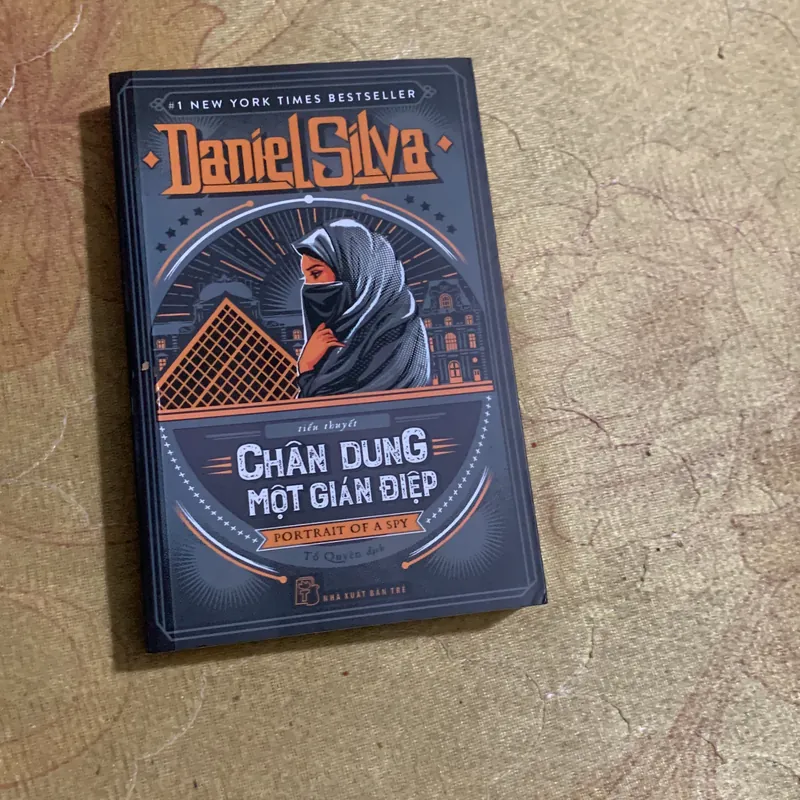 #1 NEW YORK TIMES BESTSELLER
Daniel Silva
tiểu thuyết
CHÂN DUNG
MỘT GIÁN ĐIỆP
PORTRAIT OF A SPY
Tố Quyên dịch
NHÀ XUẤT BẢN TRẺ